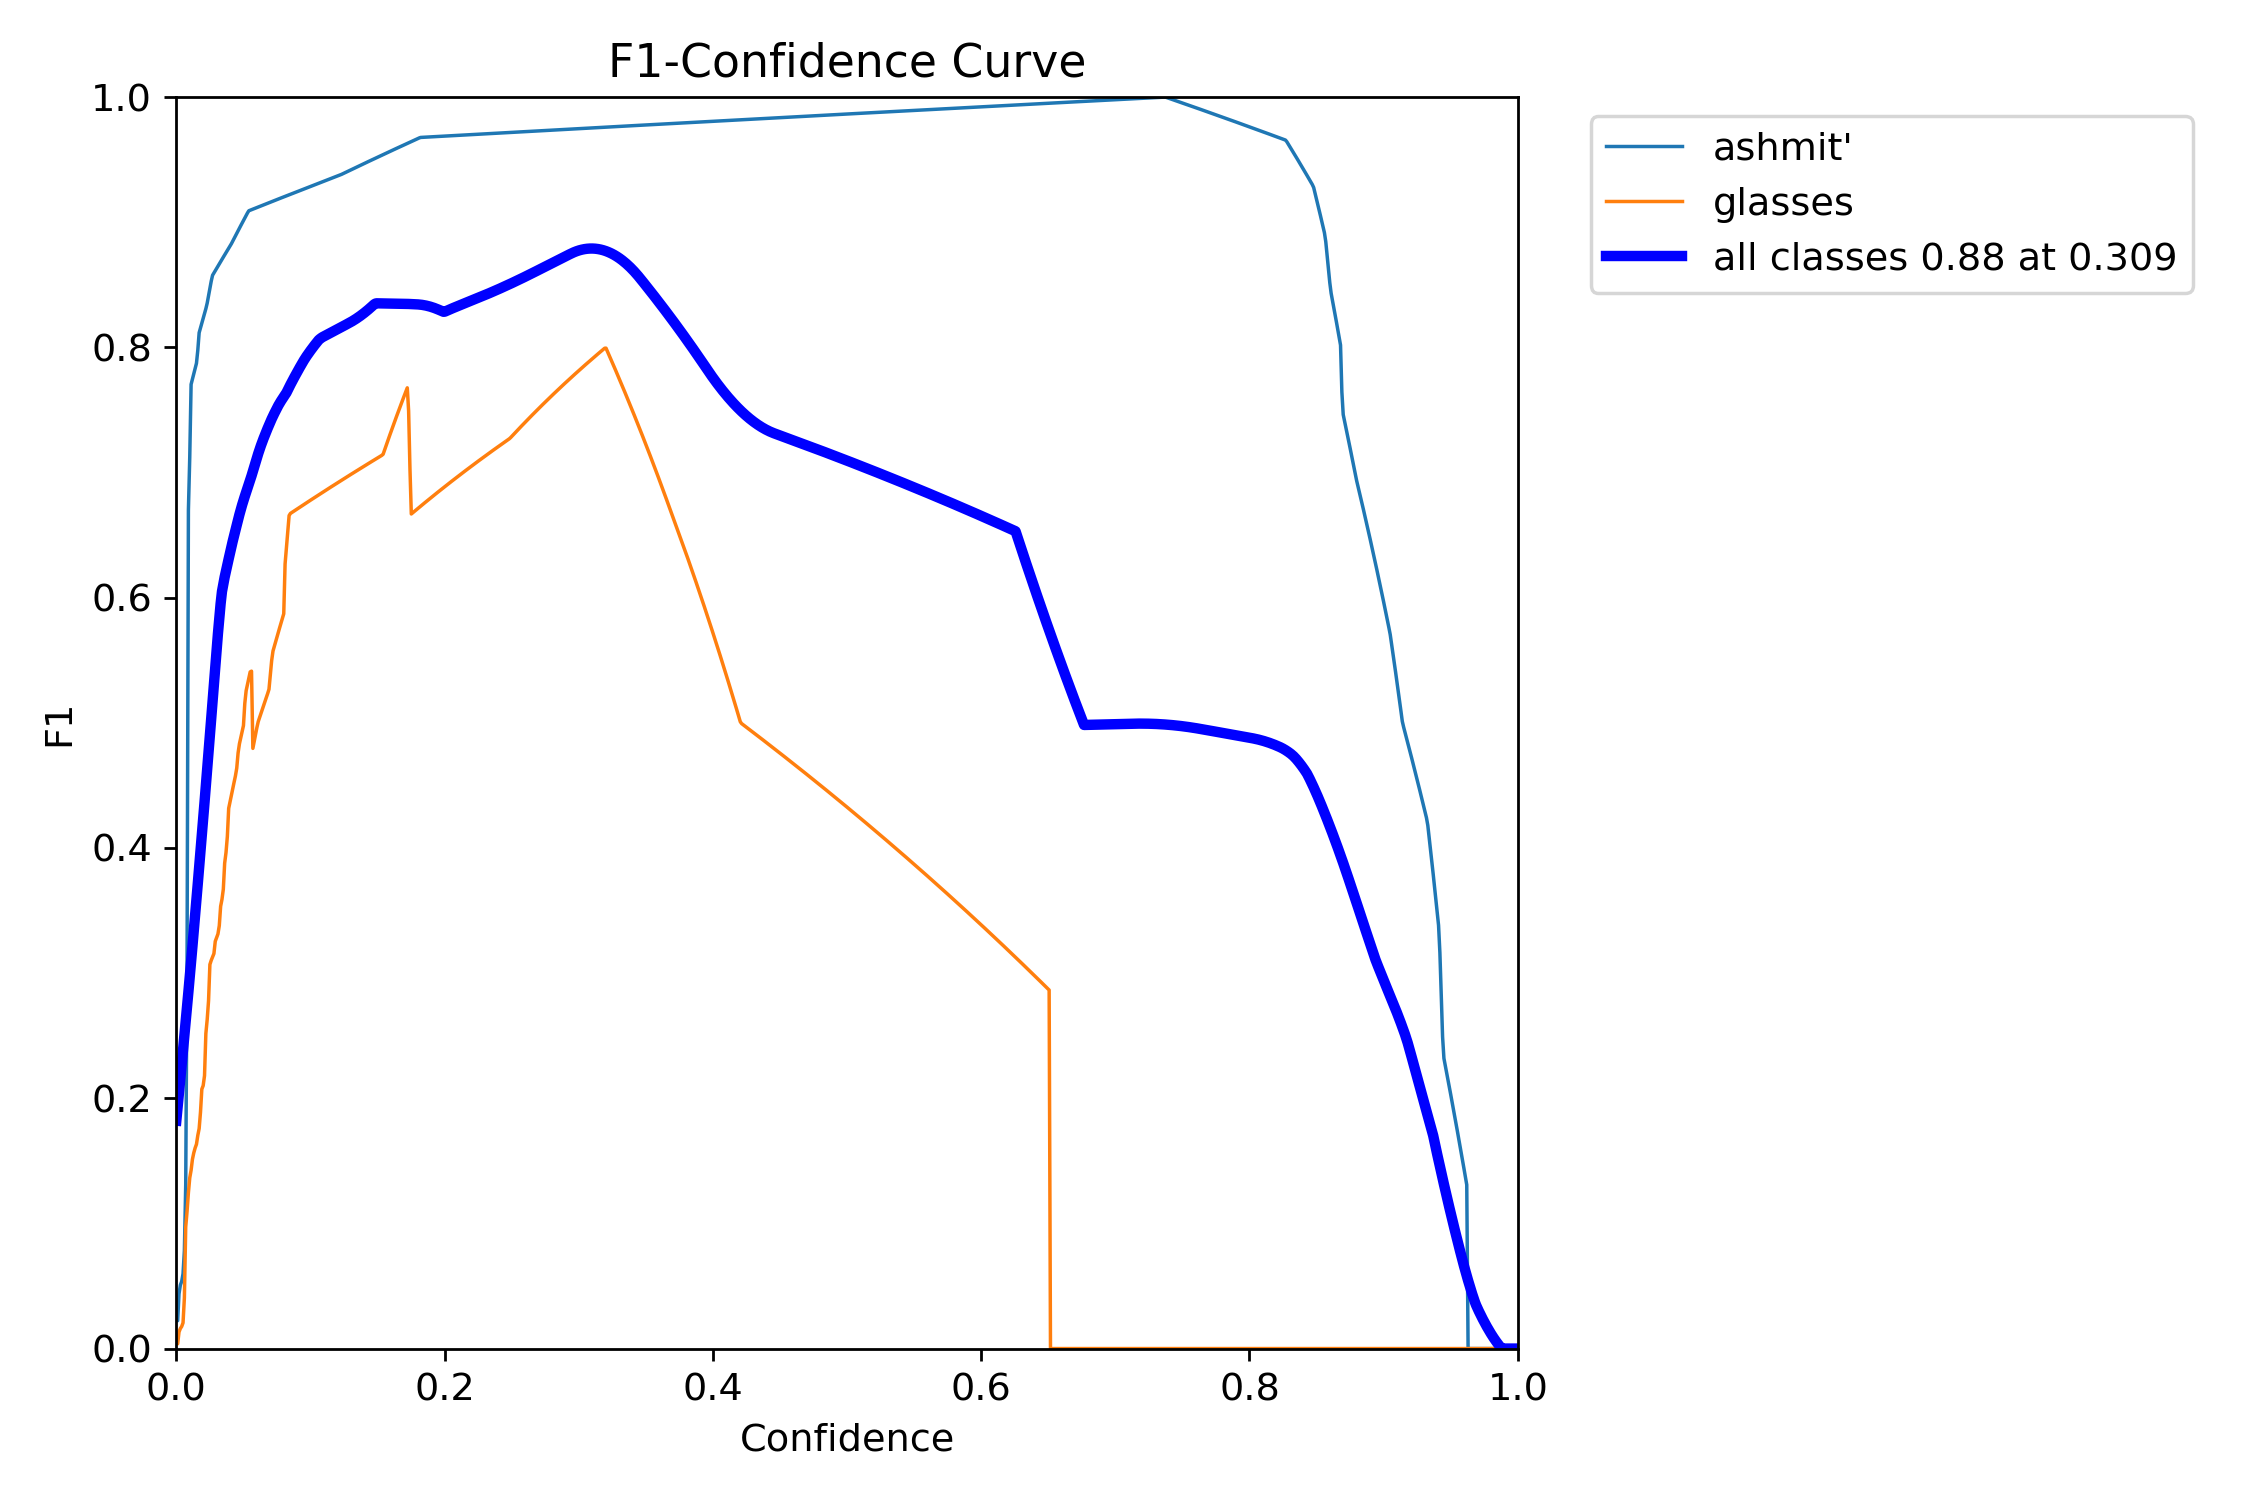 F1-Confidence Curve
1.0
0.8
0.6
0.4
0.2
0.0
F1
0.0 0.2 0.4 0.6 0.8 1.0
Confidence
ashmit'
glasses
all classes 0.88 at 0.309